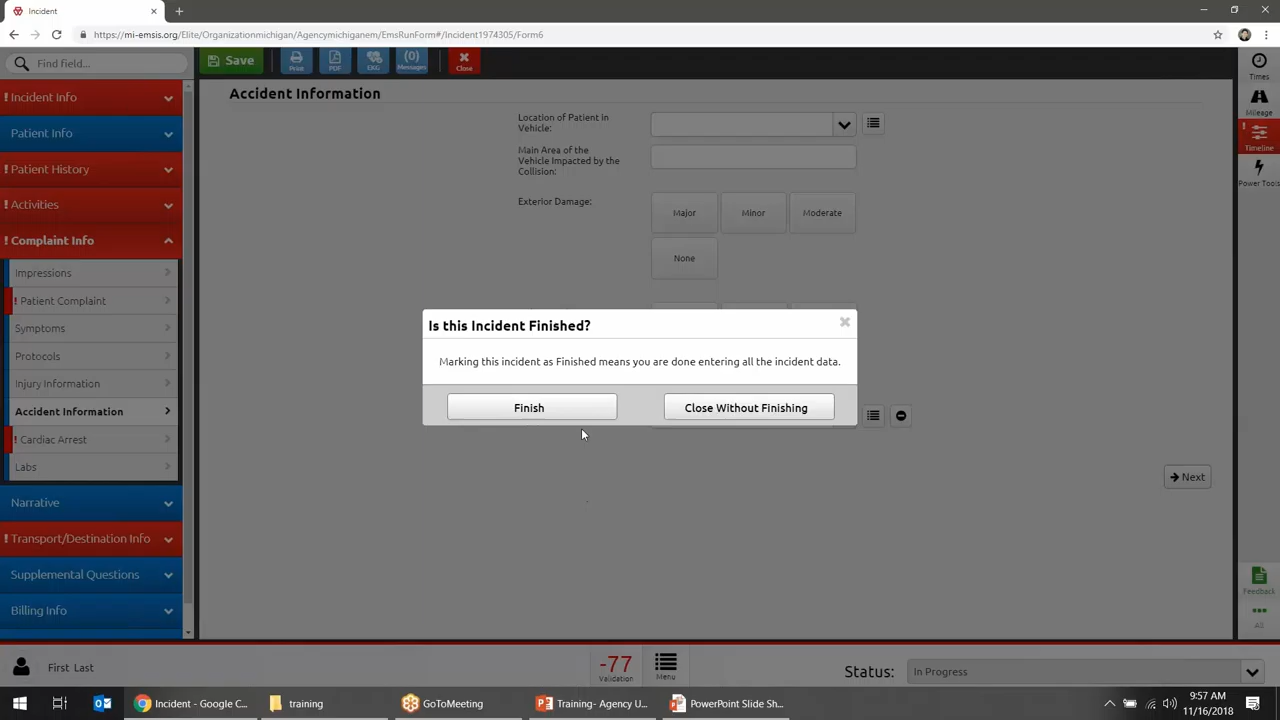 Incident
https://mi-emsis.org/Elite/Organizationmichigan/Agencymichiganem/EmsRunForm#/Incident1974305/Form6
Find field...
Save
Print
PDF
EKG
(0)
Messages
Close
Times
Mileage
! Timeline
Power Tools
Feedback
All
! Incident Info
Patient Info
! Patient History
! Activities
! Complaint Info
Impressions
! Patient Complaint
Symptoms
Protocols
Injury Information
Accident Information
! Cardiac Arrest
Labs
Narrative
! Transport/Destination Info
Supplemental Questions
Billing Info
Accident Information
Location of Patient in
Vehicle:
Main Area of the
Vehicle Impacted by the
Collision:
Exterior Damage:
Major
Minor
Moderate
None
Is this Incident Finished?
Marking this incident as Finished means you are done entering all the incident data.
Finish
Close Without Finishing
Next
First Last
-77
Validation
Menu
Status:
In Progress
Incident - Google C...
training
GoToMeeting
Training- Agency U...
PowerPoint Slide Sh...
9:57 AM
11/16/2018